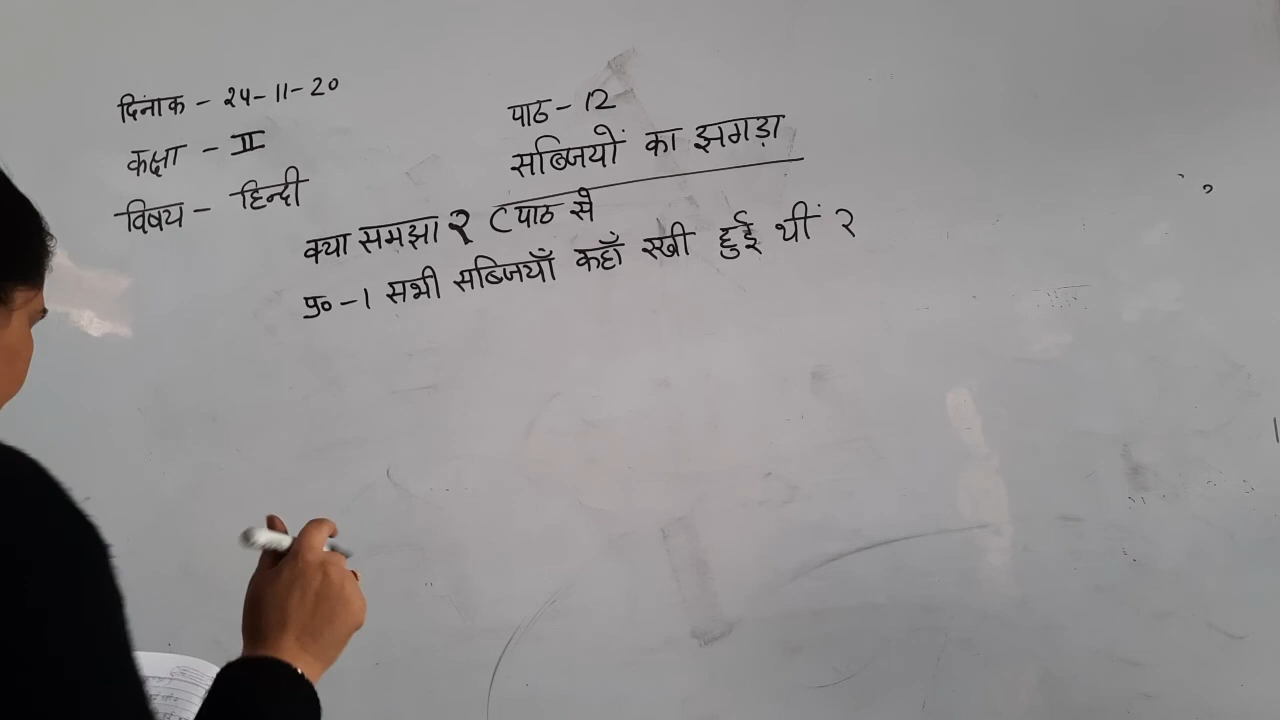 दिनाक - 24-11-20
कक्षा - II
विषय - हिन्दी
पाठ - 12
सब्जियों का झगड़ा
क्या समझा ? (पाठ से
प्र० -1 सभी सब्जियाँ कहाँ रखी हुई थीं ?